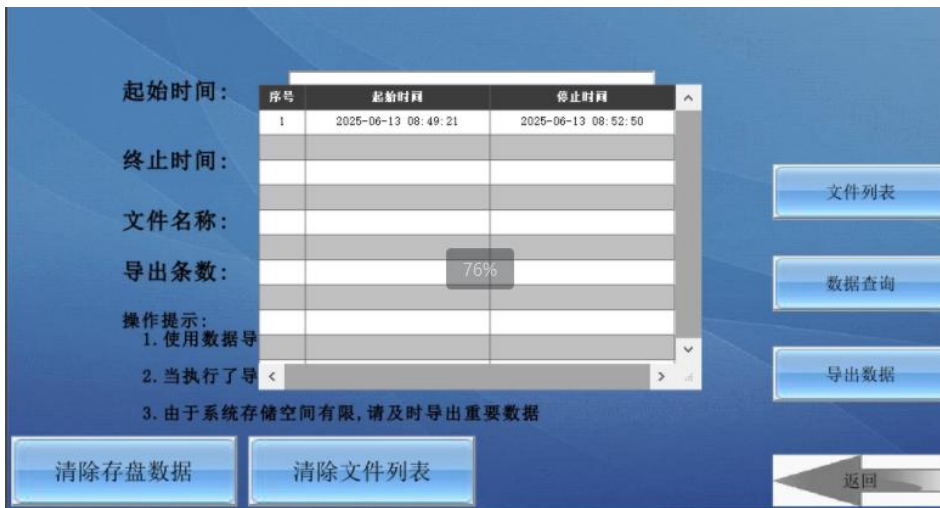 起始时间:
序号 起始时间 停止时间
1 2025-06-13 08:49:21 2025-06-13 08:52:50
终止时间:
文件列表
文件名称:
76%
导出条数:
数据查询
操作提示:
1.使用数据导
2.当执行了导
导出数据
3.由于系统存储空间有限,请及时导出重要数据
清除存盘数据
清除文件列表
返回